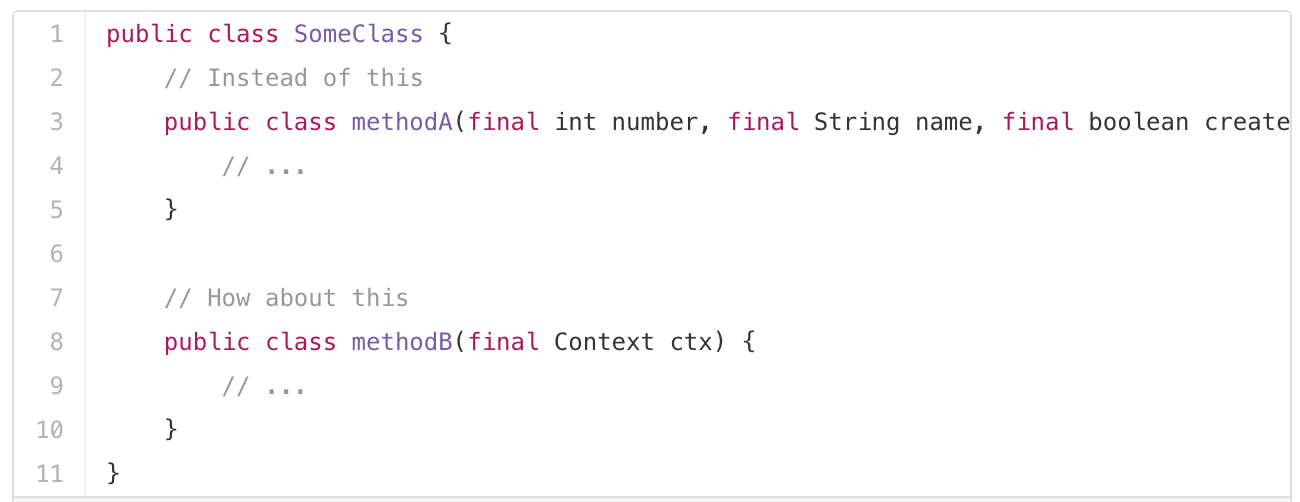 1 public class SomeClass {
2 // Instead of this
3 public class methodA(final int number, final String name, final boolean create
4 // ...
5 }
6
7 // How about this
8 public class methodB(final Context ctx) {
9 // ...
10 }
11 }